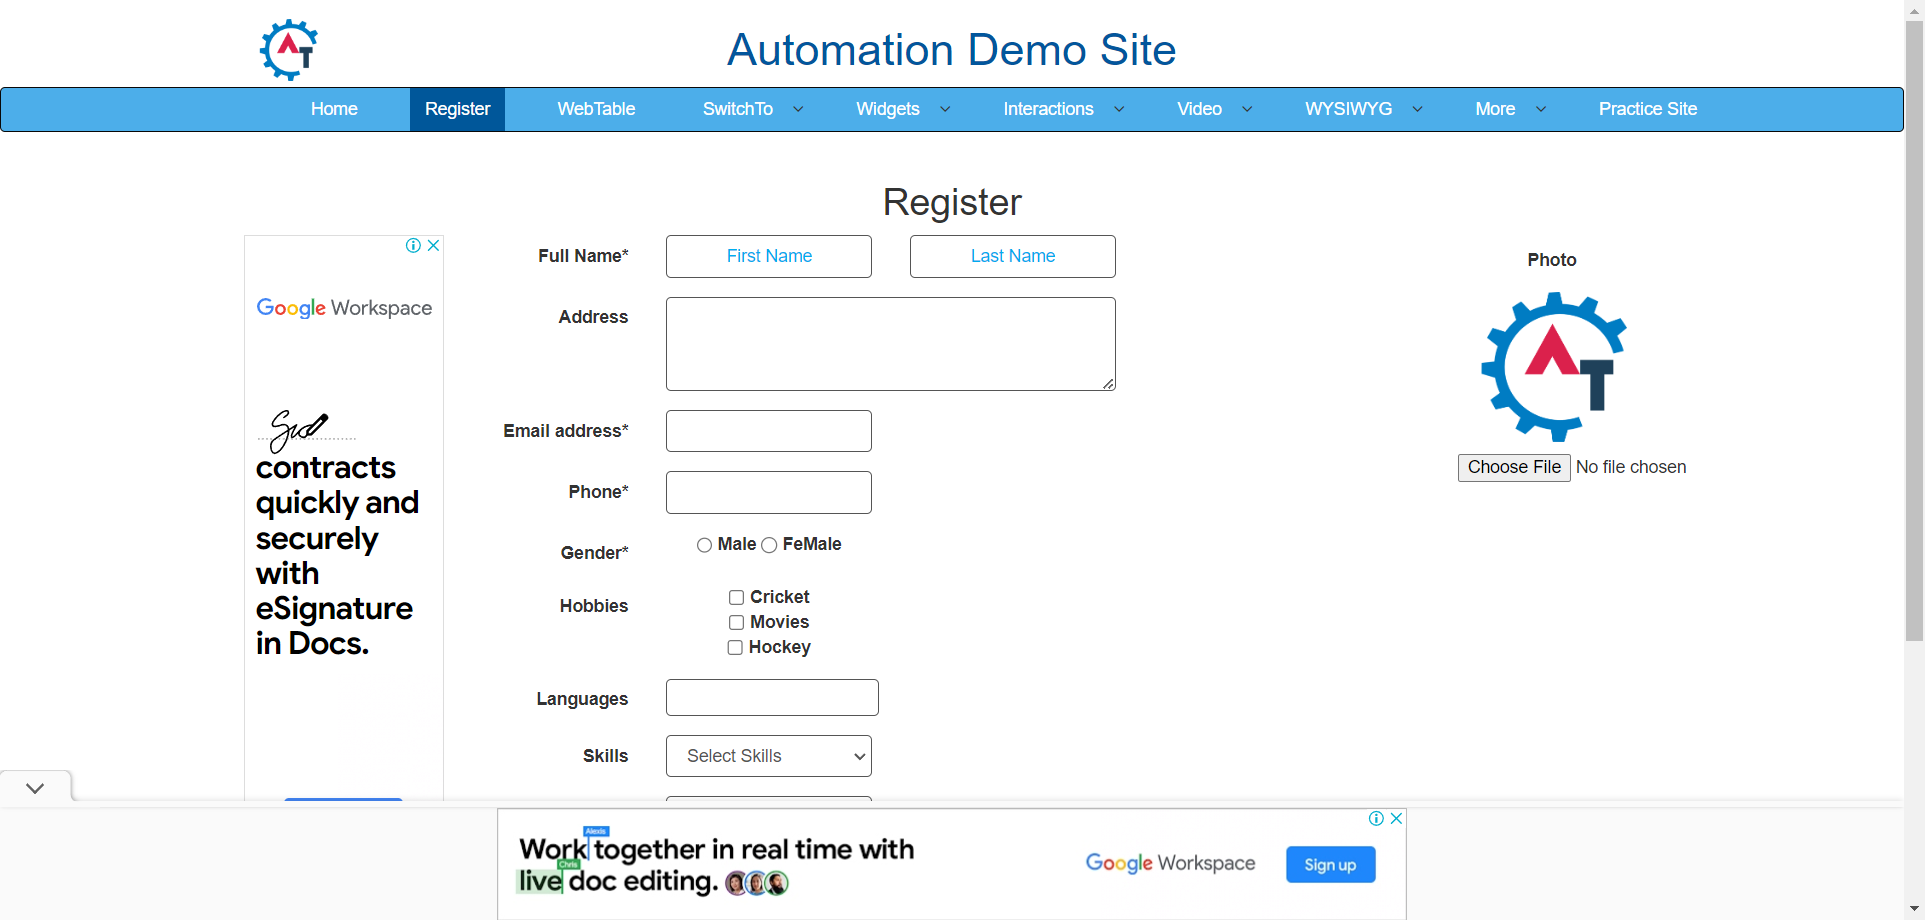 AT
Automation Demo Site
Home Register WebTable SwitchTo Widgets Interactions Video WYSIWYG More Practice Site
Register
Google Workspace
contracts
quickly and
securely
with
eSignature
in Docs.
Full Name* First Name Last Name
Address
Email address*
Phone*
Gender* Male FeMale
Hobbies Cricket
Movies
Hockey
Languages
Skills Select Skills
Photo
AT
Choose File No file chosen
Alexis
Work together in real time with
Chris
live doc editing.
Google Workspace
Sign up